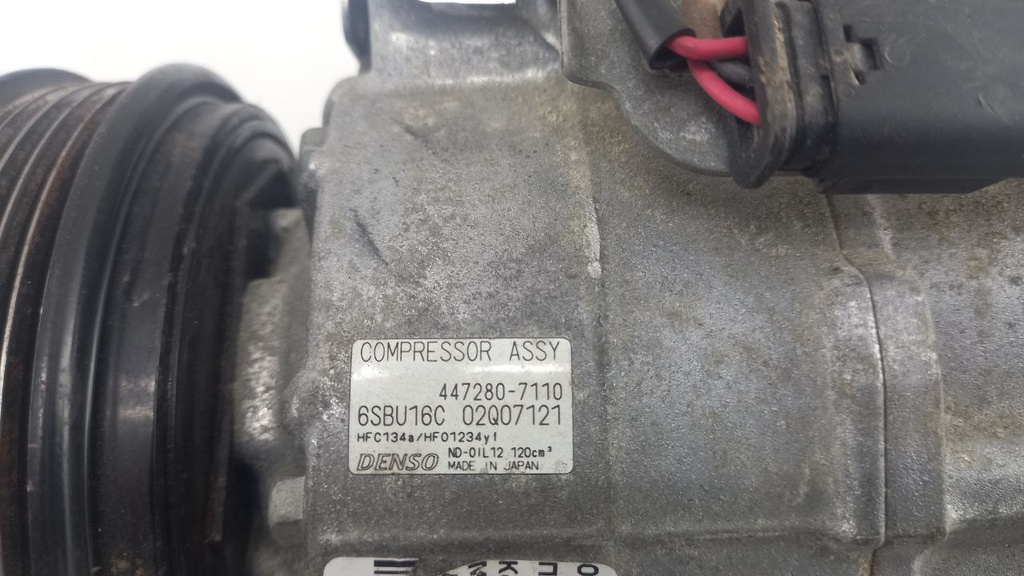 COMPRESSOR ASSY
447280-7110
6SBU16C 02Q07121
HFC134a/HFO1234yf
DENSO ND-OIL12 120cm³
MADE IN JAPAN